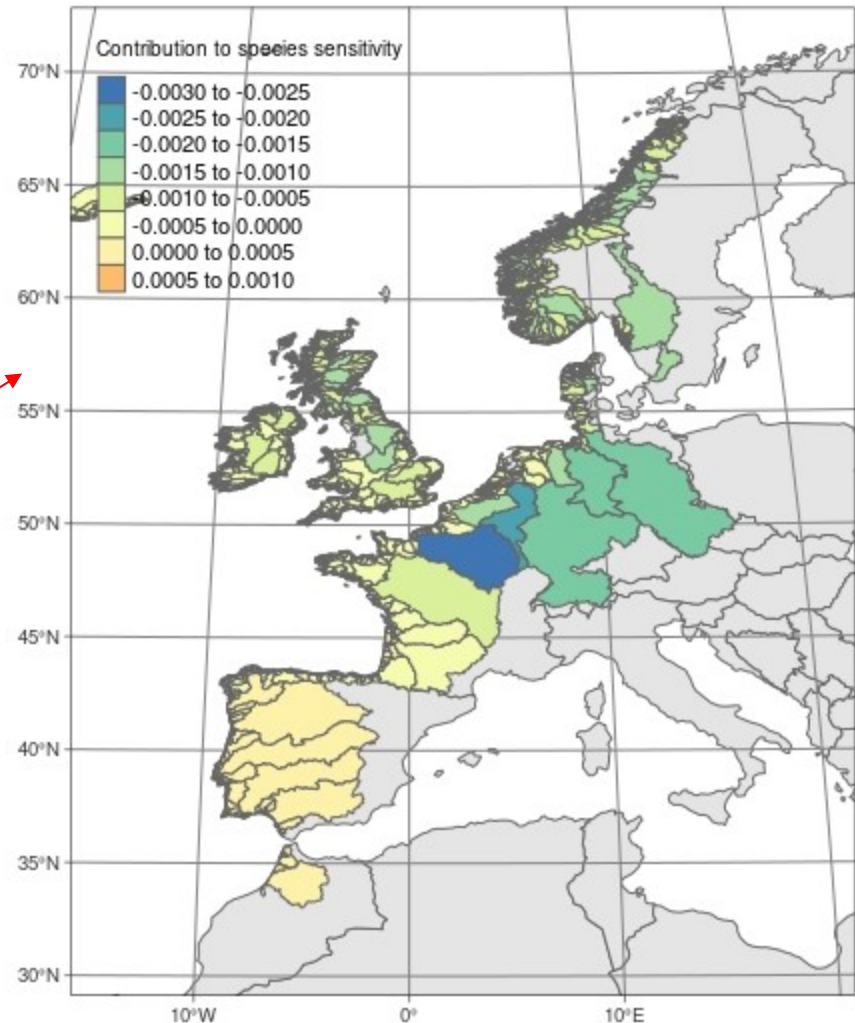 Contribution to species sensitivity
-0.0030 to -0.0025
-0.0025 to -0.0020
-0.0020 to -0.0015
-0.0015 to -0.0010
-0.0010 to -0.0005
-0.0005 to 0.0000
0.0000 to 0.0005
0.0005 to 0.0010
70°N
65°N
60°N
55°N
50°N
45°N
40°N
35°N
30°N
10°W 0° 10°E